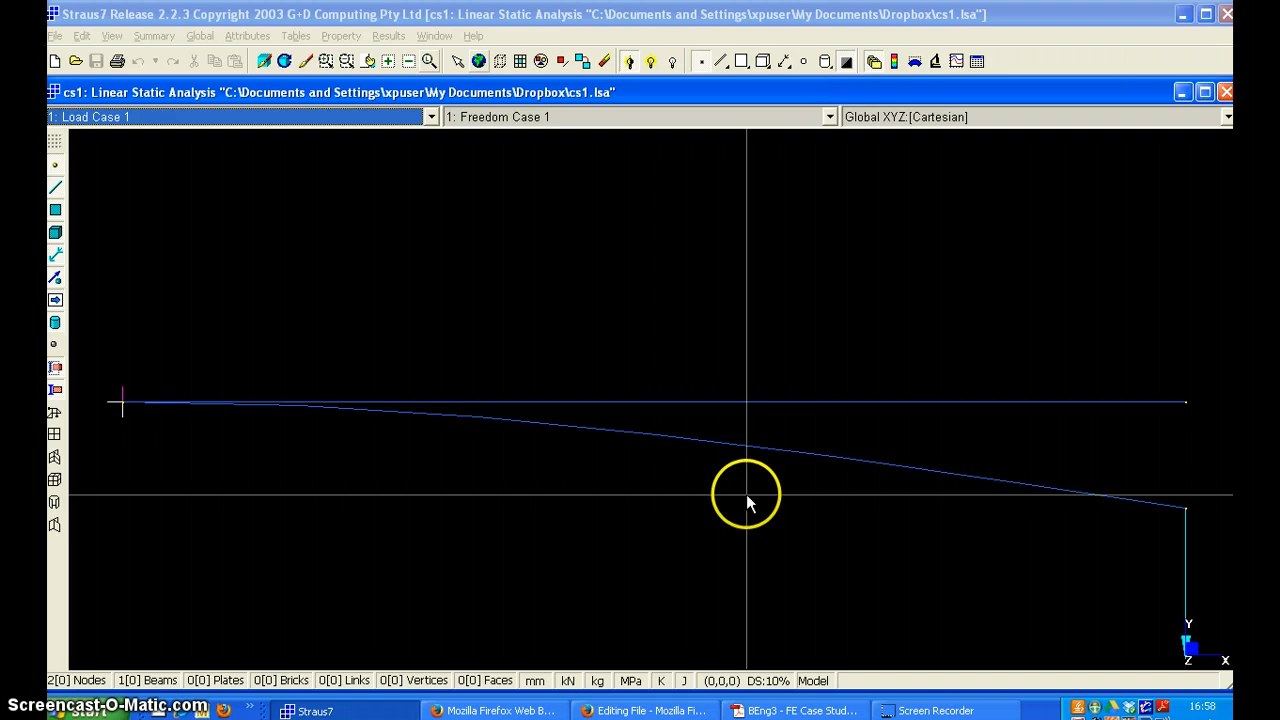 Straus7 Release 2.2.3 Copyright 2003 G+D Computing Pty Ltd [cs1: Linear Static Analysis "C:\Documents and Settings\xpuser\My Documents\Dropbox\cs1.lsa"]
File Edit View Summary Global Attributes Tables Property Results Window Help
cs1: Linear Static Analysis "C:\Documents and Settings\xpuser\My Documents\Dropbox\cs1.lsa"
1: Load Case 1 1: Freedom Case 1 Global XYZ:[Cartesian]
Y
Z X
2[0] Nodes 1[0] Beams 0[0] Plates 0[0] Bricks 0[0] Links 0[0] Vertices 0[0] Faces mm kN kg MPa K J (0,0,0) DS:10% Model
Screencast-O-Matic.com start Straus7 Mozilla Firefox Web B... Editing File - Mozilla Fi... BEng3 - FE Case Stud... Screen Recorder 16:58